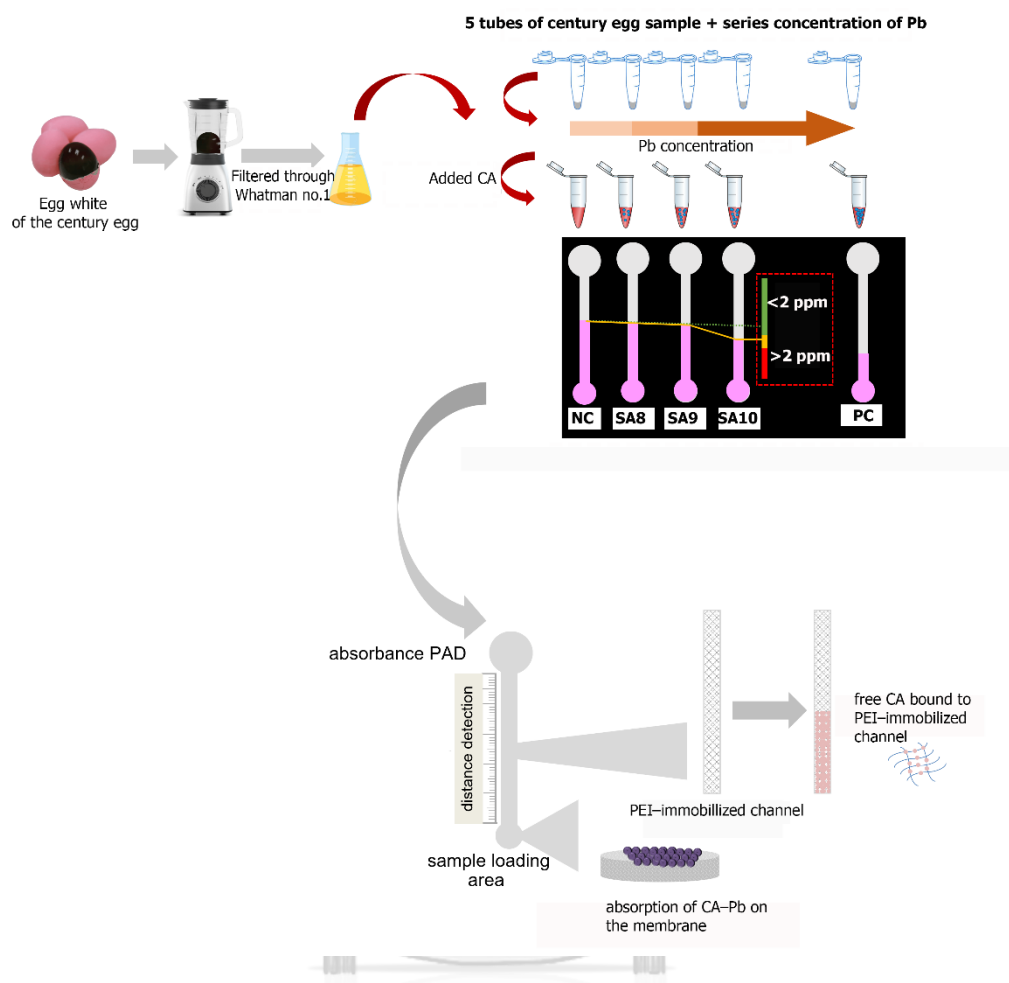 5 tubes of century egg sample + series concentration of Pb
Pb concentration
Filtered through
Whatman no.1
Added CA
Egg white
of the century egg
<2 ppm
>2 ppm
NC
SA8
SA9
SA10
PC
absorbance PAD
distance detection
free CA bound to
PEI–immobilized
channel
PEI–immobillized channel
sample loading
area
absorption of CA–Pb on
the membrane